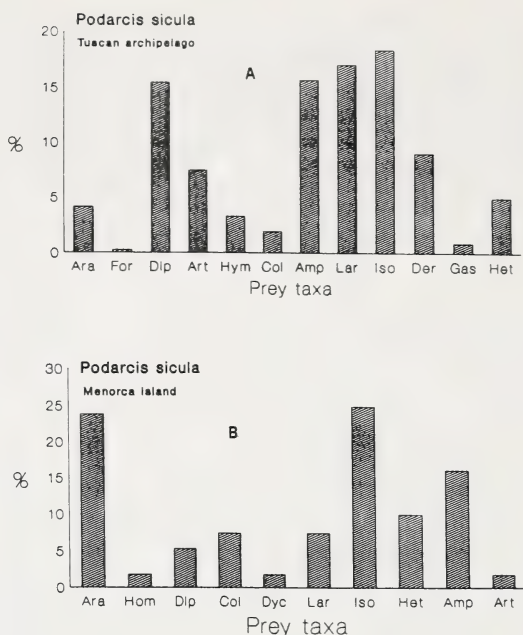 Podarcis sicula
Tuscan archipelago
A
20
15
10
5
0
%
Ara For Dip Art Hym Col Amp Lar Iso Der Gas Het
Prey taxa
Podarcis sicula
Menorca island
B
30
25
20
15
10
5
0
%
Ara Hom Dip Col Dyc Lar Iso Het Amp Art
Prey taxa